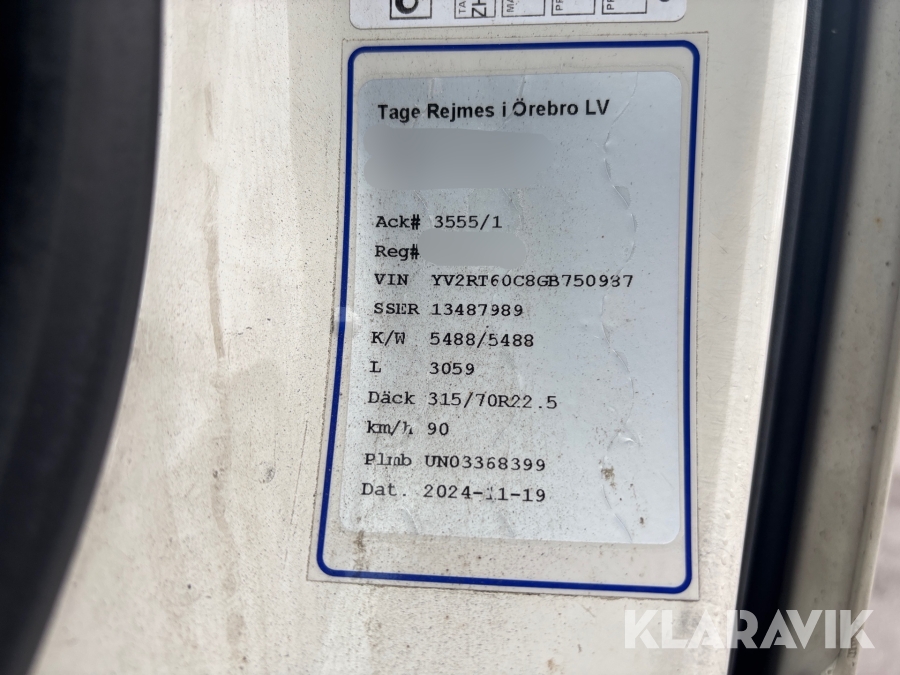 Tage Rejmes i Örebro LV
Ack# 3555/1
Reg#
VIN YV2RT60C8GB750987
SSER 13487989
K/W 5488/5488
L 3059
Däck 315/70R22.5
km/h 90
Plmb UN03368399
Dat. 2024-11-19
KLARAVIK